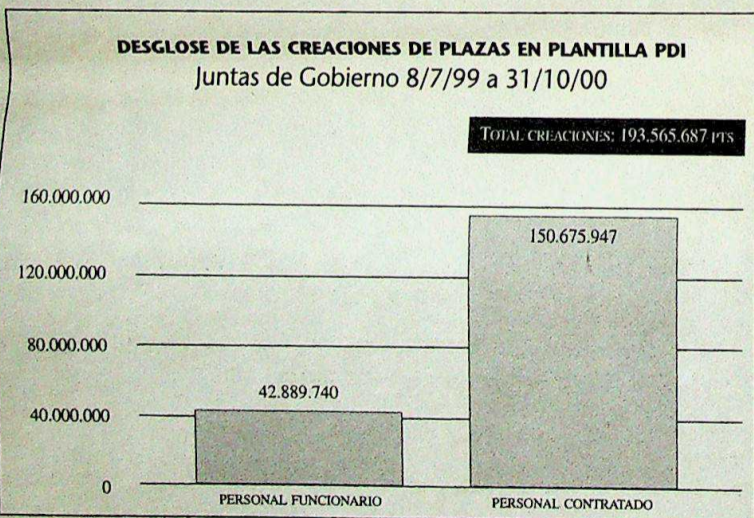 DESGLOSE DE LAS CREACIONES DE PLAZAS EN PLANTILLA PDI
Juntas de Gobierno 8/7/99 a 31/10/00
TOTAL CREACIONES: 193.565.687 PTS
160.000.000
150.675.947
120.000.000
80.000.000
42.889.740
40.000.000
0
PERSONAL FUNCIONARIO
PERSONAL CONTRATADO